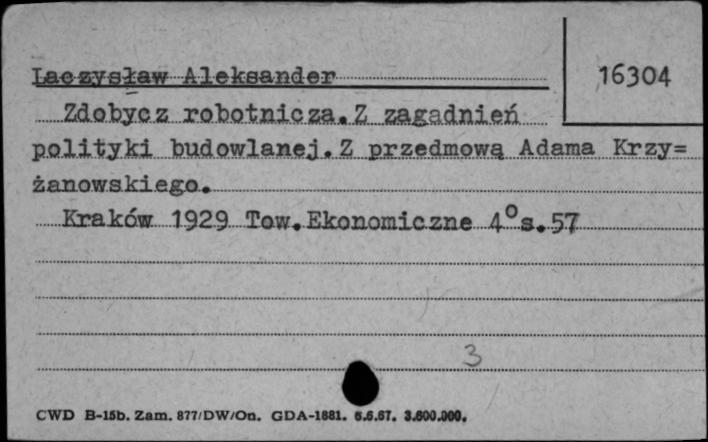 Laczysław Aleksander
16304
Zdobycz robotnicza. Z zagadnień
polityki budowlanej. Z przedmową Adama Krzy=
żanowskiego.
Kraków 1929 Tow. Ekonomiczne 4° s. 57
3
CWD B-15b. Zam. 877/DW/On. GDA-1881. 6.6.67. 3.600.000.